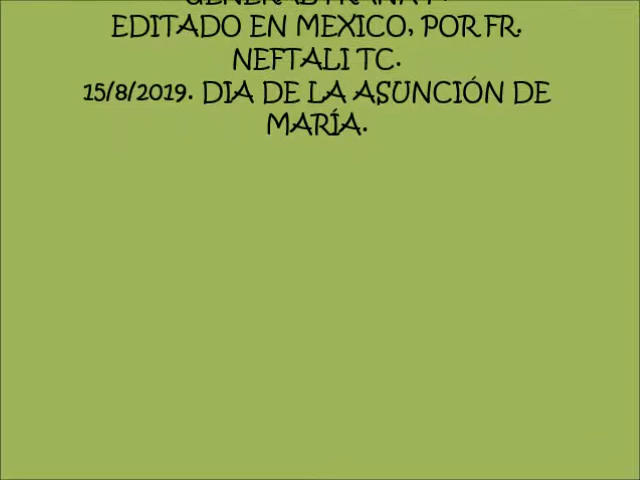 EDITADO EN MEXICO, POR FR.
NEFTALI TC.
15/8/2019. DIA DE LA ASUNCIÓN DE
MARÍA.